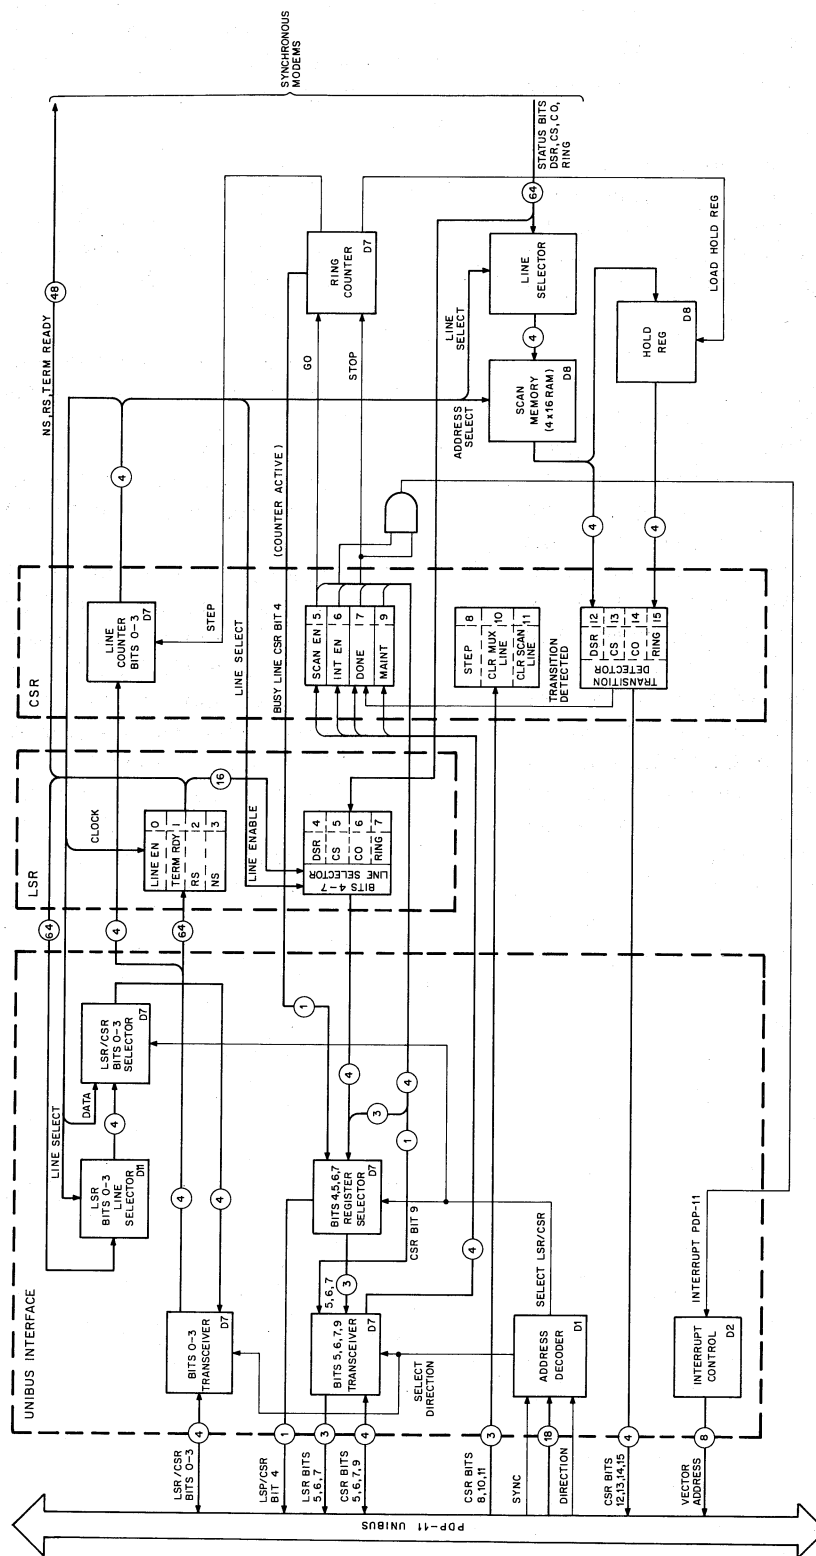 SYNCHRONOUS
MODEMS
NS, RS, TERM READY
48
STATUS BITS
DSR, CS, CO,
RING
64
RING
COUNTER
D7
LINE
SELECTOR
LINE
SELECT
4
SCAN
MEMORY
(4 x 16 RAM)
D8
ADDRESS
SELECT
HOLD
REG
D8
LOAD HOLD REG
GO
STOP
4
4
4
BUSY LINE CSR BIT 4 (COUNTER ACTIVE)
CSR
LINE
COUNTER
BITS 0-3
D7
STEP
LINE SELECT
SCAN EN 5
INT EN 6
DONE 7
MAINT 9
STEP 8
CLR MUX LINE 10
CLR SCAN LINE 11
TRANSITION
DETECTED
TRANSITION
DETECTOR
DSR 12
CS 13
CO 14
RING 15
LSR
CLOCK
LINE EN 0
TERM RDY 1
RS 2
NS 3
16
LINE ENABLE
BITS 4-7
LINE SELECTOR
DSR 4
CS 5
CO 6
RING 7
64
4
64
UNIBUS INTERFACE
LINE SELECT
LSR
BITS 0-3
LINE
SELECTOR
D11
DATA
4
LSR/CSR
BITS 0-3
SELECTOR
D7
4
4
1
4
4
3
1
BITS 4,5,6,7
REGISTER
SELECTOR
D7
CSR BIT 9
5,6,7
3
4
BITS 0-3
TRANSCEIVER
D7
BITS 5,6,7,9
TRANSCEIVER
D7
SELECT
DIRECTION
SELECT LSR/CSR
ADDRESS
DECODER
D1
INTERRUPT PDP-11
INTERRUPT
CONTROL
D2
4
1
3
4
3
18
4
8
LSR/CSR
BITS 0-3
LSP/CSR
BIT 4
LSR BITS
5,6,7
CSR BITS
5,6,7,9
CSR BITS
8,10,11
SYNC
DIRECTION
CSR BITS
12,13,14,15
VECTOR
ADDRESS
PDP-11 UNIBUS